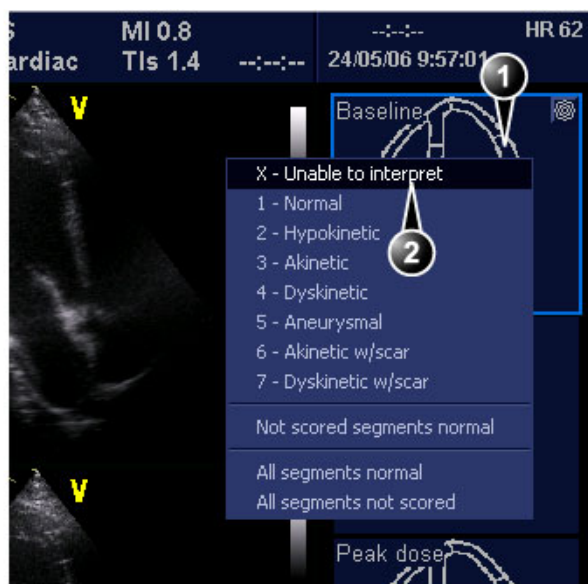 MI 0.8
TIs 1.4
--:--:--
--:--:--
HR 62
24/05/06 9:57:01
V
Baseline
1
X - Unable to interpret
1 - Normal
2 - Hypokinetic
2
3 - Akinetic
4 - Dyskinetic
5 - Aneurysmal
6 - Akinetic w/scar
7 - Dyskinetic w/scar
Not scored segments normal
All segments normal
All segments not scored
V
Peak dose